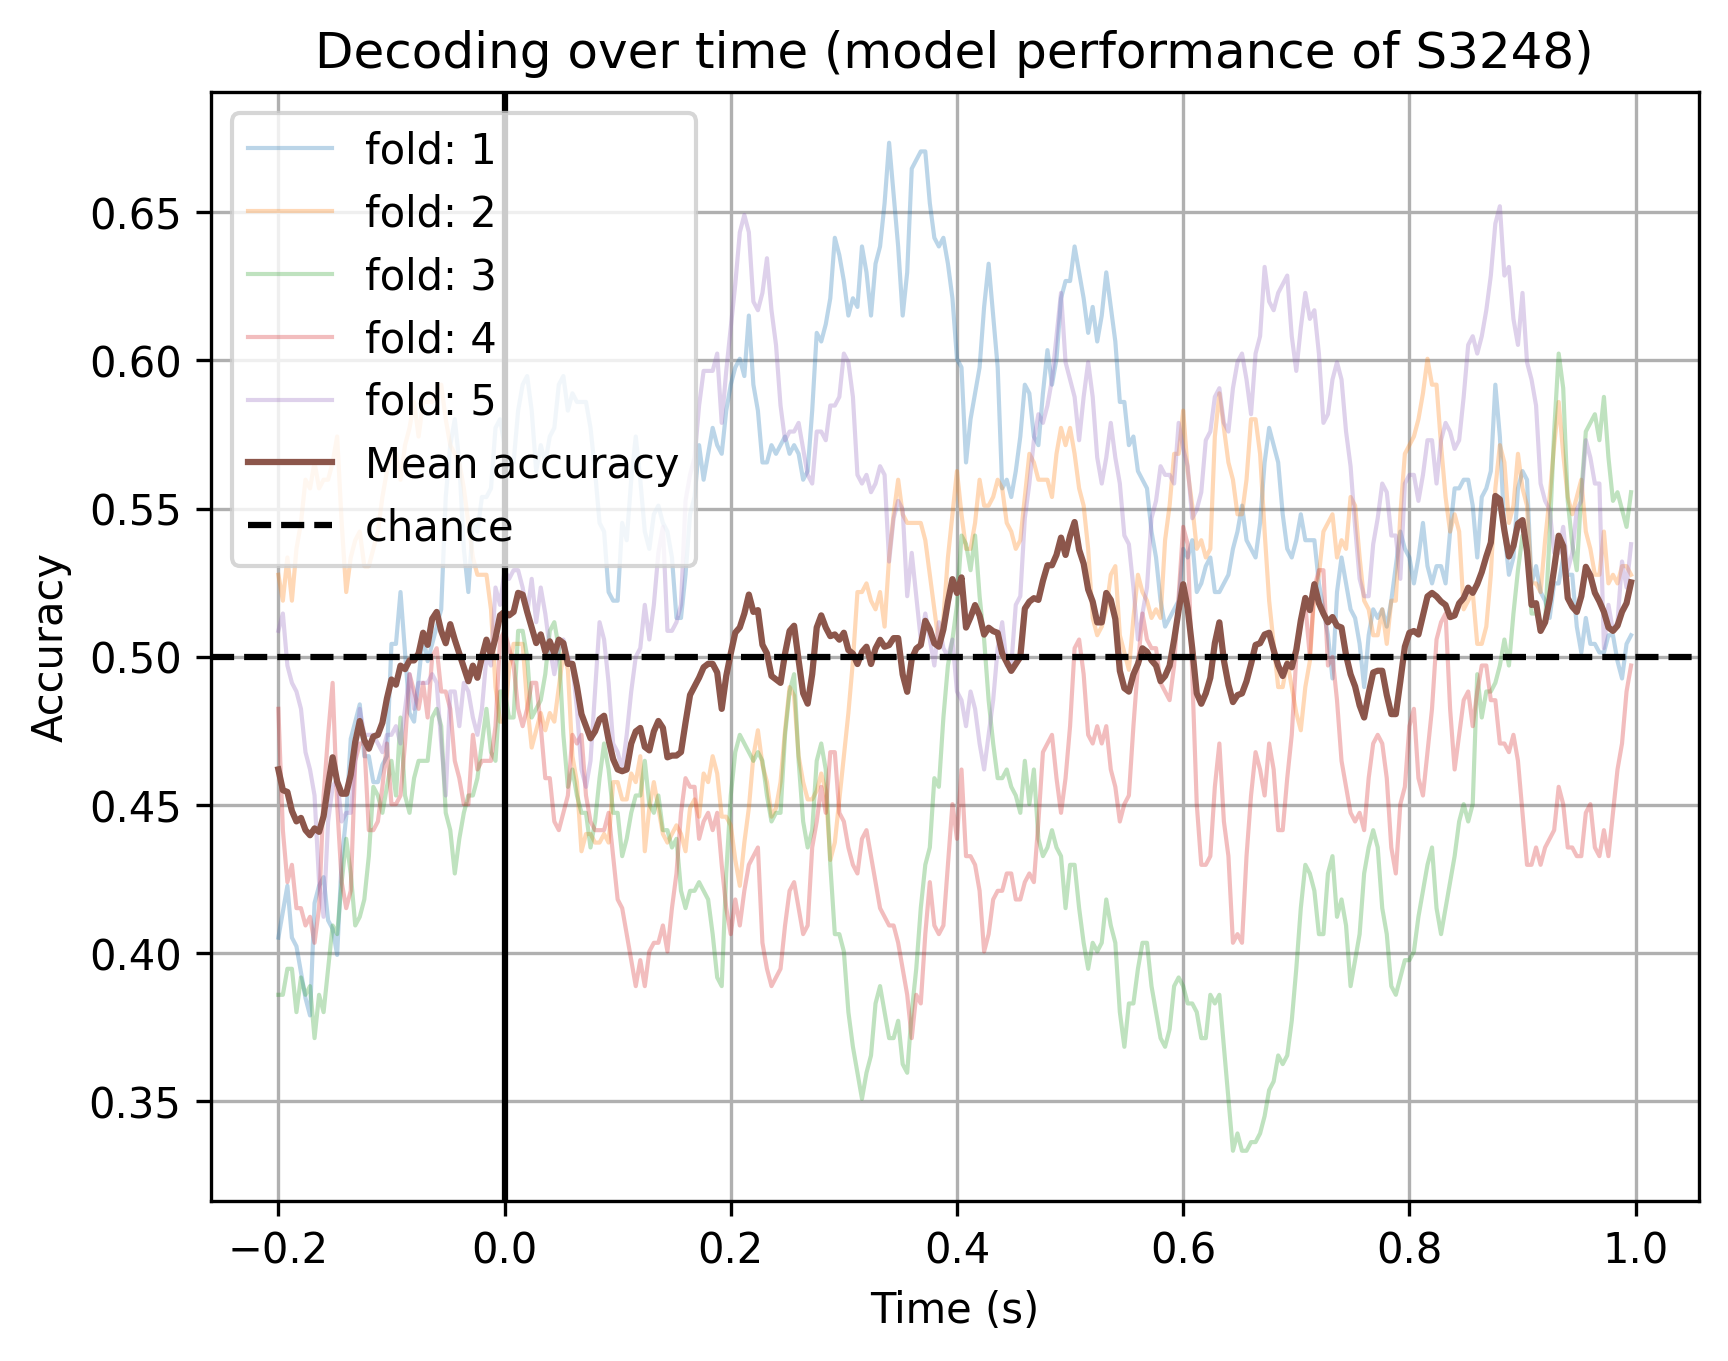 Decoding over time (model performance of S3248)
fold: 1
fold: 2
fold: 3
fold: 4
fold: 5
Mean accuracy
chance
Accuracy
0.65
0.60
0.55
0.50
0.45
0.40
0.35
−0.2
0.0
0.2
0.4
0.6
0.8
1.0
Time (s)